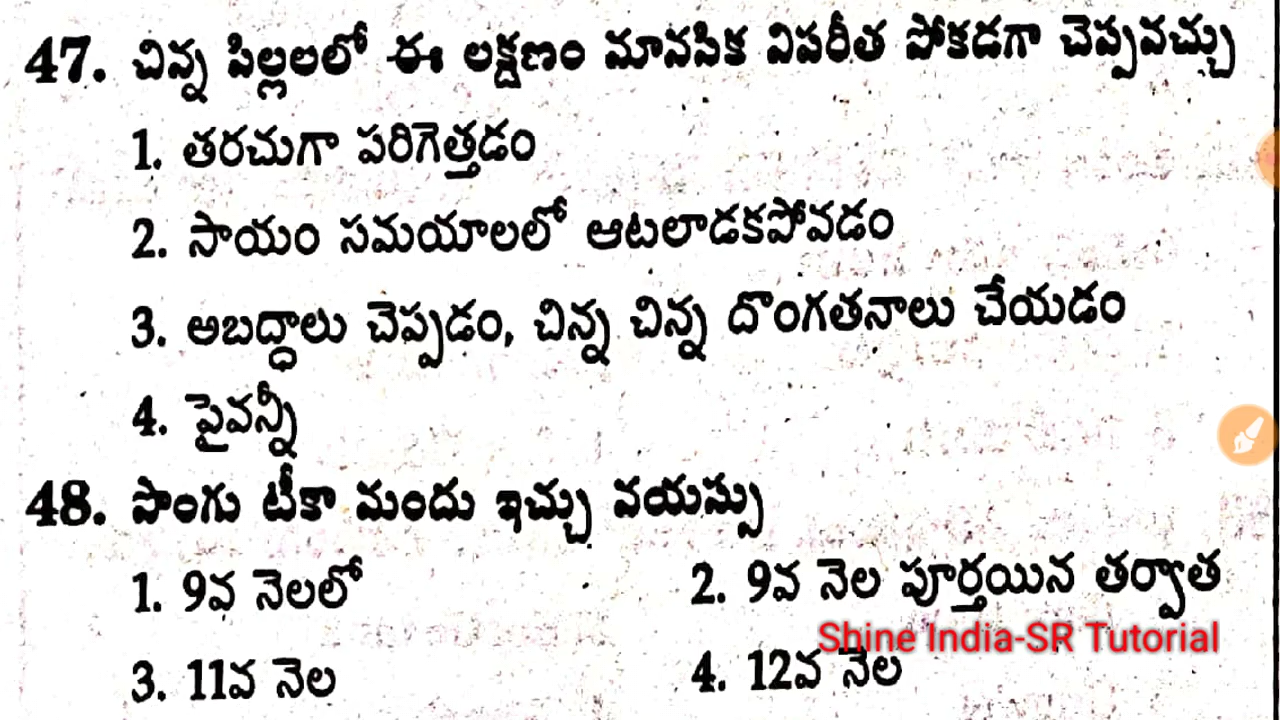 47. చిన్న పిల్లలలో ఈ లక్షణం మానసిక విపరీత పోకడగా చెప్పవచ్చు
1. తరచుగా పరిగెత్తడం
2. సాయం సమయాలలో ఆటలాడకపోవడం
3. అబద్ధాలు చెప్పడం, చిన్న చిన్న దొంగతనాలు చేయడం
4. పైవన్నీ
48. పొంగు టీకా మందు ఇచ్చు వయస్సు
1. 9వ నెలలో 2. 9వ నెల పూర్తయిన తర్వాత
Shine India-SR Tutorial
3. 11వ నెల 4. 12వ నెల